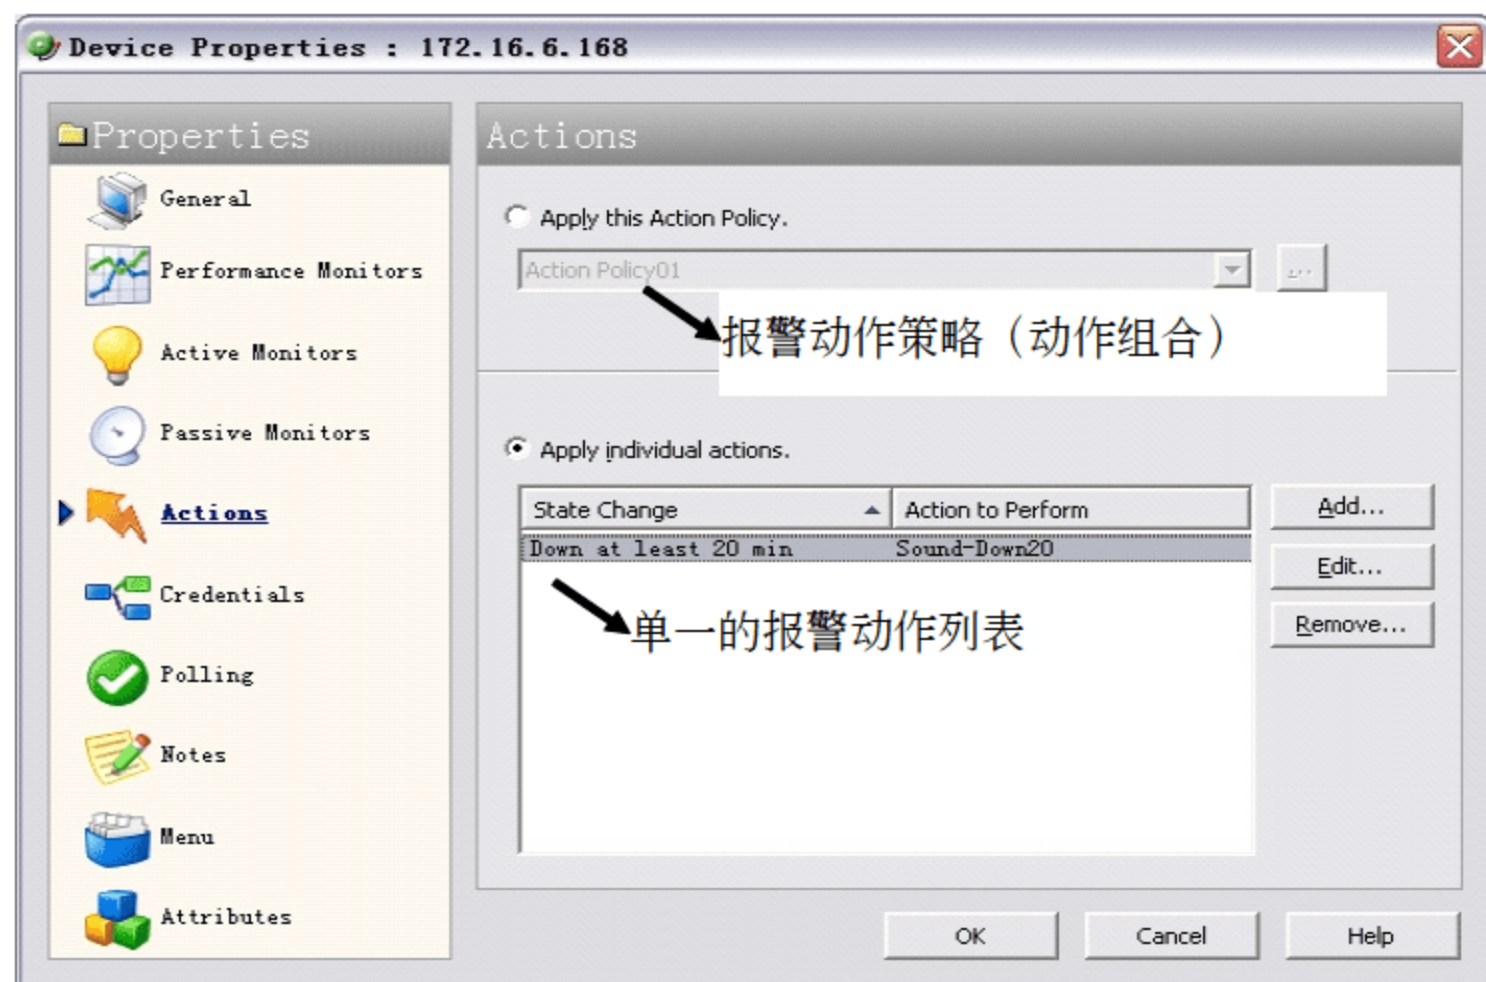 Device Properties : 172.16.6.168
Properties
General
Performance Monitors
Active Monitors
Passive Monitors
Actions
Credentials
Polling
Notes
Menu
Attributes
Actions
Apply this Action Policy.
Action Policy01
...
报警动作策略（动作组合）
Apply individual actions.
State Change Action to Perform
Down at least 20 min Sound-Down20
单一的报警动作列表
Add...
Edit...
Remove...
OK Cancel Help